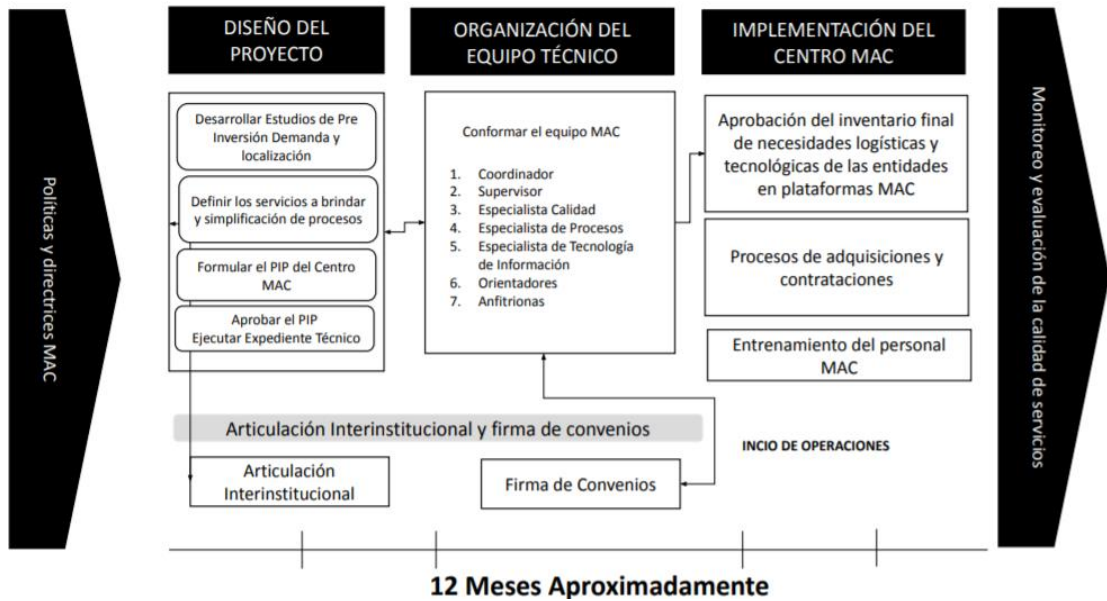 Políticas y directrices MAC
DISEÑO DEL
PROYECTO
Desarrollar Estudios de Pre
Inversión Demanda y
localización
Definir los servicios a brindar
y simplificación de procesos
Formular el PIP del Centro
MAC
Aprobar el PIP
Ejecutar Expediente Técnico
ORGANIZACIÓN DEL
EQUIPO TÉCNICO
Conformar el equipo MAC
1. Coordinador
2. Supervisor
3. Especialista Calidad
4. Especialista de Procesos
5. Especialista de Tecnología
de Información
6. Orientadores
7. Anfitrionas
IMPLEMENTACIÓN DEL
CENTRO MAC
Aprobación del inventario final
de necesidades logísticas y
tecnológicas de las entidades
en plataformas MAC
Procesos de adquisiciones y
contrataciones
Entrenamiento del personal
MAC
Articulación Interinstitucional y firma de convenios
Articulación
Interinstitucional
Firma de Convenios
INCIO DE OPERACIONES
Monitoreo y evaluación de la calidad de servicios
12 Meses Aproximadamente